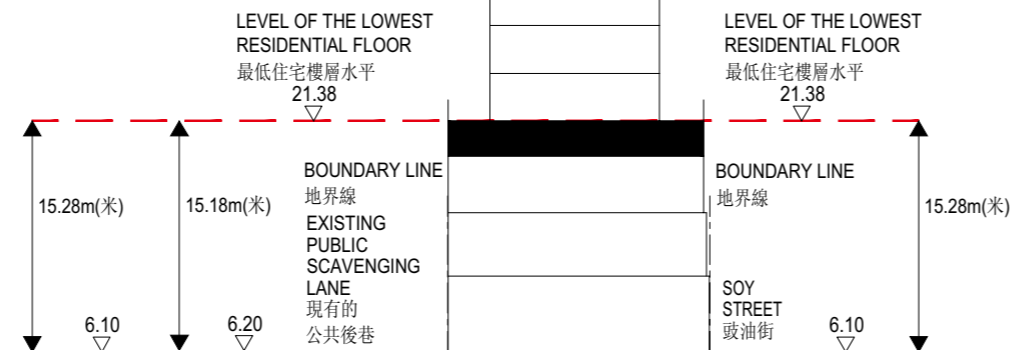 LEVEL OF THE LOWEST
RESIDENTIAL FLOOR
最低住宅樓層水平
21.38
LEVEL OF THE LOWEST
RESIDENTIAL FLOOR
最低住宅樓層水平
21.38
15.28m(米)
15.18m(米)
BOUNDARY LINE
地界線
EXISTING
PUBLIC
SCAVENGING
LANE
現有的
公共後巷
6.10
6.20
BOUNDARY LINE
地界線
15.28m(米)
SOY
STREET
豉油街
6.10